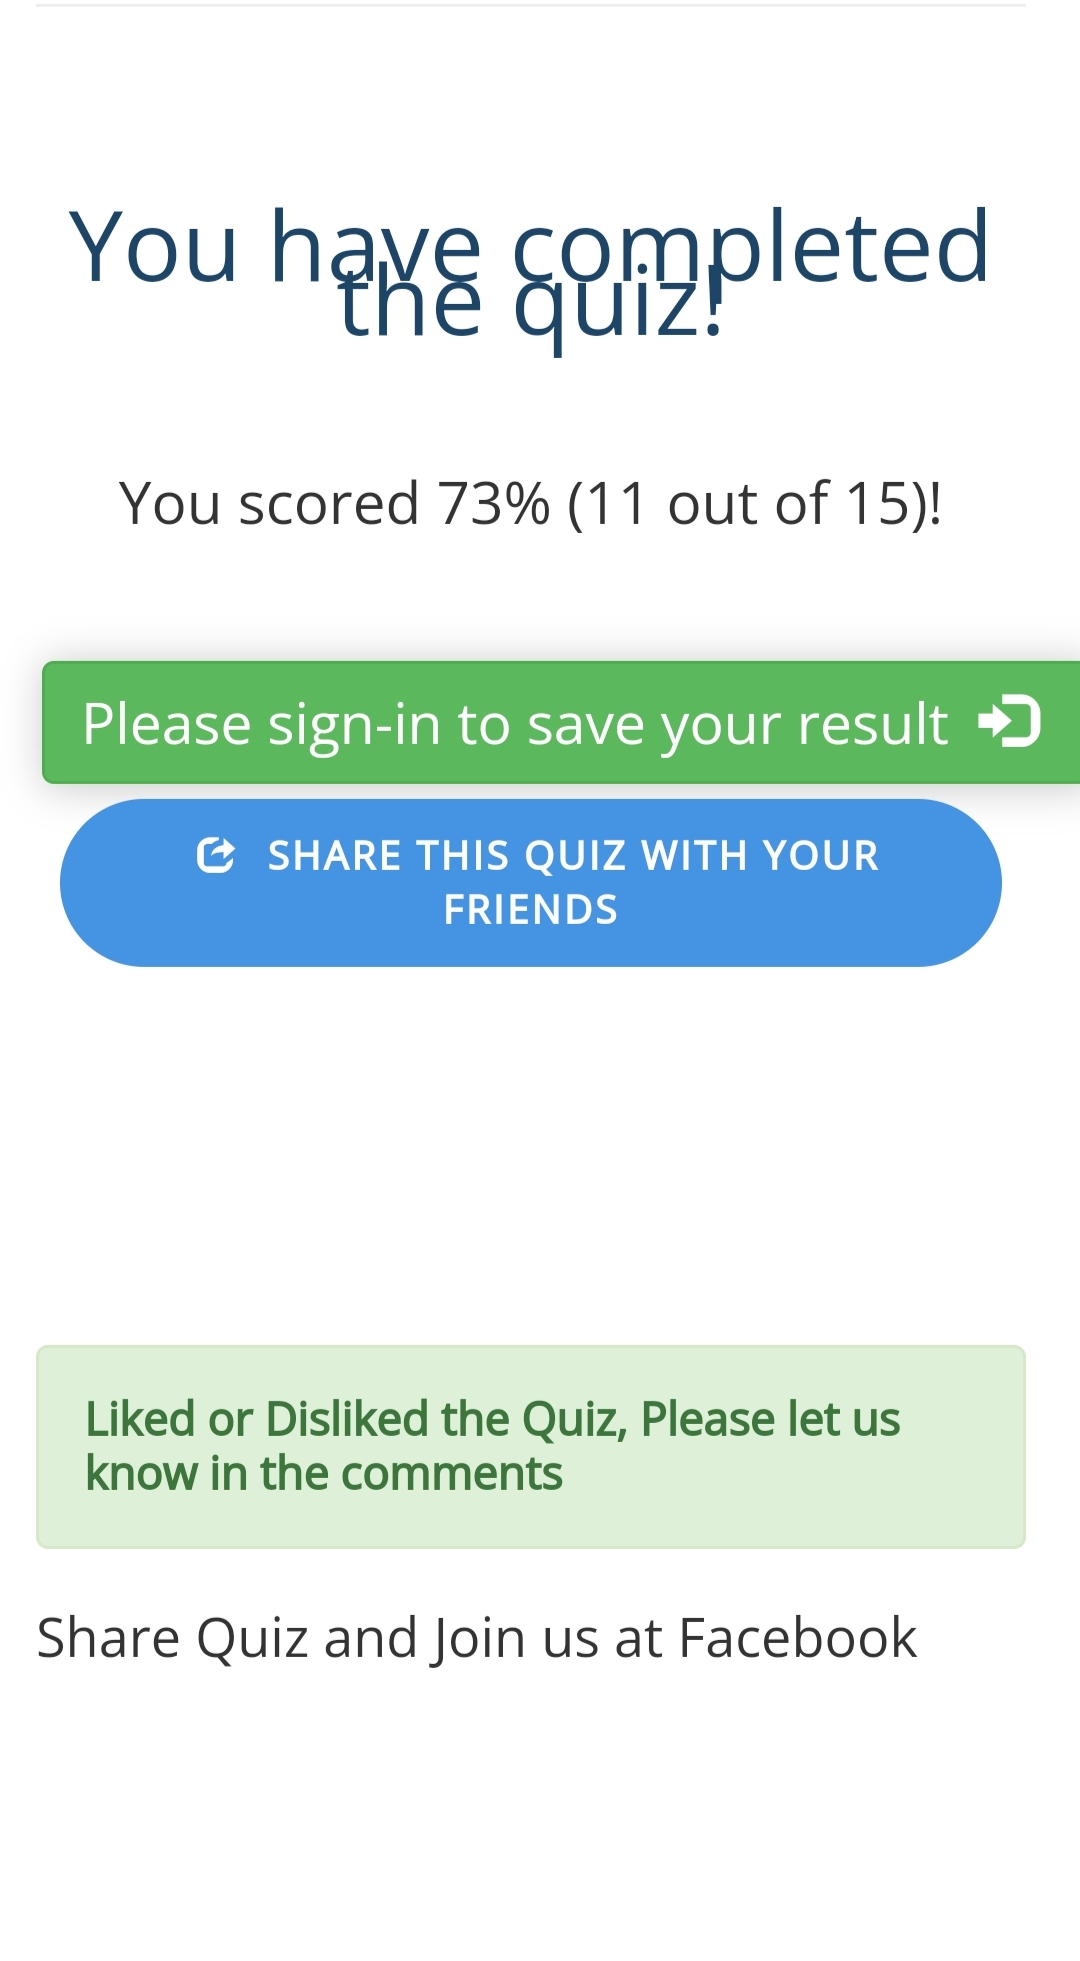 You have completed
the quiz!
You scored 73% (11 out of 15)!
Please sign-in to save your result
SHARE THIS QUIZ WITH YOUR
FRIENDS
Liked or Disliked the Quiz, Please let us
know in the comments
Share Quiz and Join us at Facebook